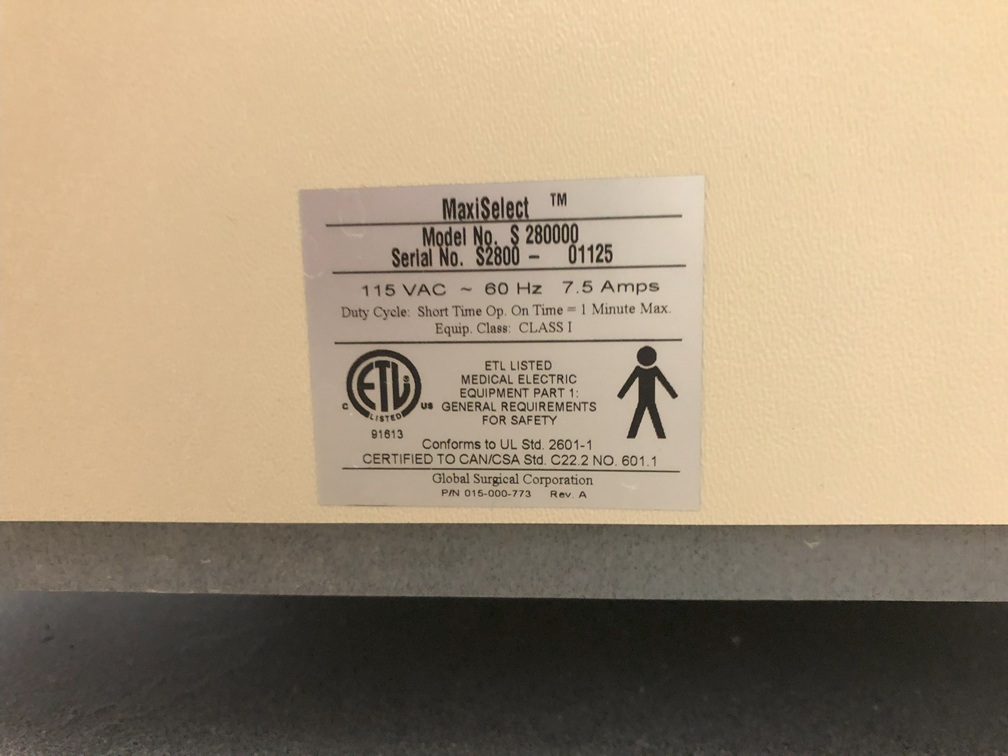 MaxiSelect ™
Model No. S 280000
Serial No. S2800 - 01125
115 VAC ~ 60 Hz 7.5 Amps
Duty Cycle: Short Time Op. On Time = 1 Minute Max.
Equip. Class: CLASS I
ETL®
C LISTED US
91613
ETL LISTED
MEDICAL ELECTRIC
EQUIPMENT PART 1:
GENERAL REQUIREMENTS
FOR SAFETY
Conforms to UL Std. 2601-1
CERTIFIED TO CAN/CSA Std. C22.2 NO. 601.1
Global Surgical Corporation
P/N 015-000-773 Rev. A